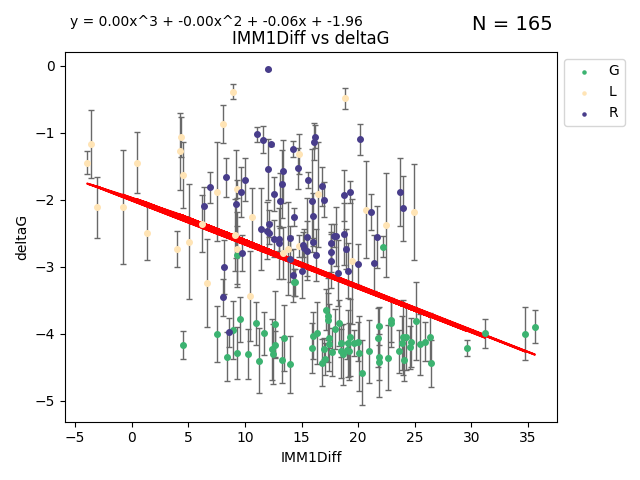 y = 0.00x^3 + -0.00x^2 + -0.06x + -1.96
N = 165
IMM1Diff vs deltaG
G
L
R
0
−1
−2
−3
−4
−5
deltaG
−5 0 5 10 15 20 25 30 35
IMM1Diff